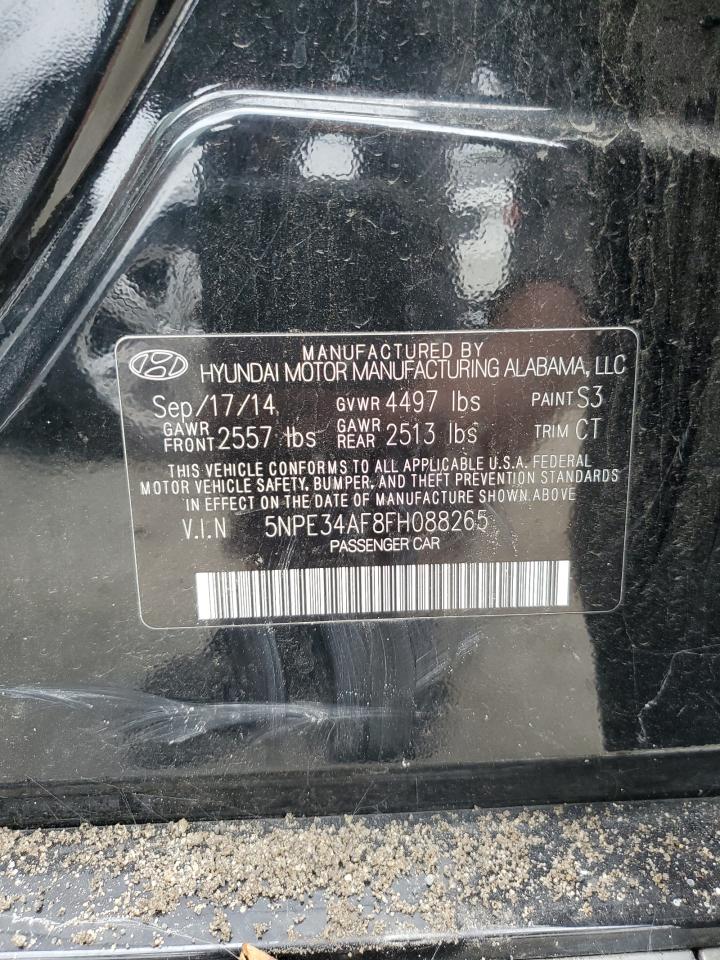 MANUFACTURED BY
HYUNDAI MOTOR MANUFACTURING ALABAMA, LLC
Sep/17/14 GVWR 4497 lbs PAINT S3
GAWR FRONT 2557 lbs GAWR REAR 2513 lbs TRIM CT
THIS VEHICLE CONFORMS TO ALL APPLICABLE U.S.A. FEDERAL
MOTOR VEHICLE SAFETY, BUMPER, AND THEFT PREVENTION STANDARDS
IN EFFECT ON THE DATE OF MANUFACTURE SHOWN ABOVE.
V.I.N 5NPE34AF8FH088265
PASSENGER CAR